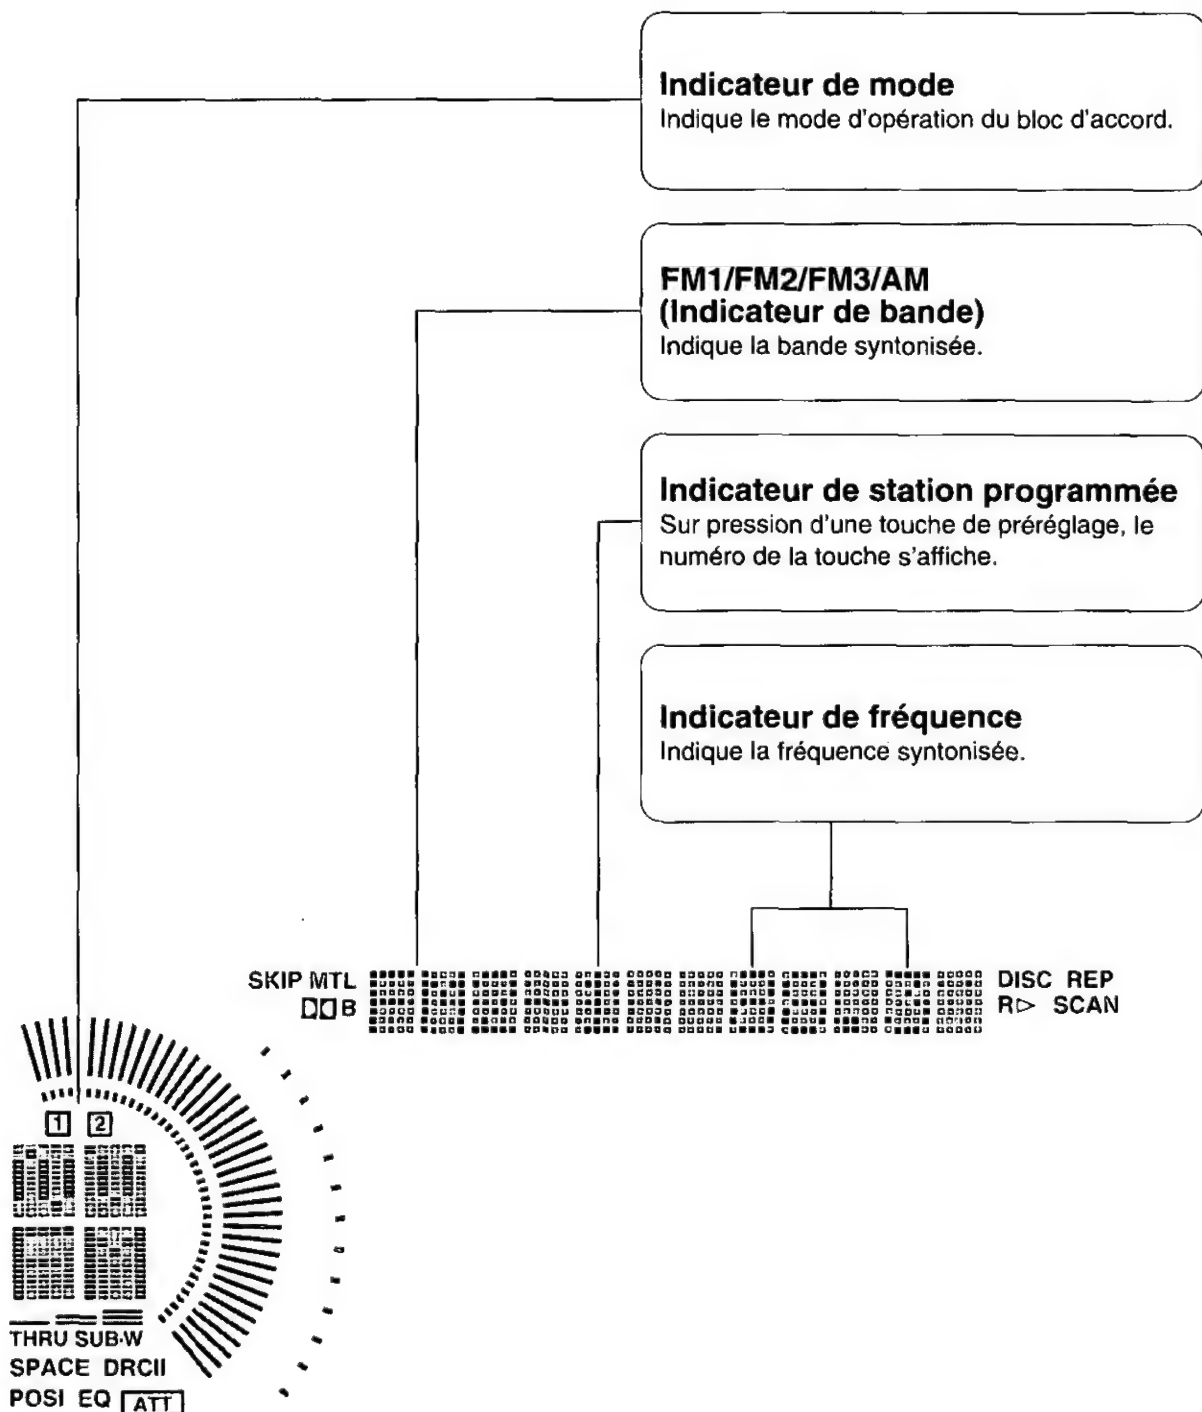 Indicateur de mode
Indique le mode d'opération du bloc d'accord.
FM1/FM2/FM3/AM
(Indicateur de bande)
Indique la bande syntonisée.
Indicateur de station programmée
Sur pression d'une touche de préréglage, le
numéro de la touche s'affiche.
Indicateur de fréquence
Indique la fréquence syntonisée.
SKIP MTL
B
DISC REP
R▷ SCAN
1 2
THRU SUB-W
SPACE DRCII
POSI EQ ATT